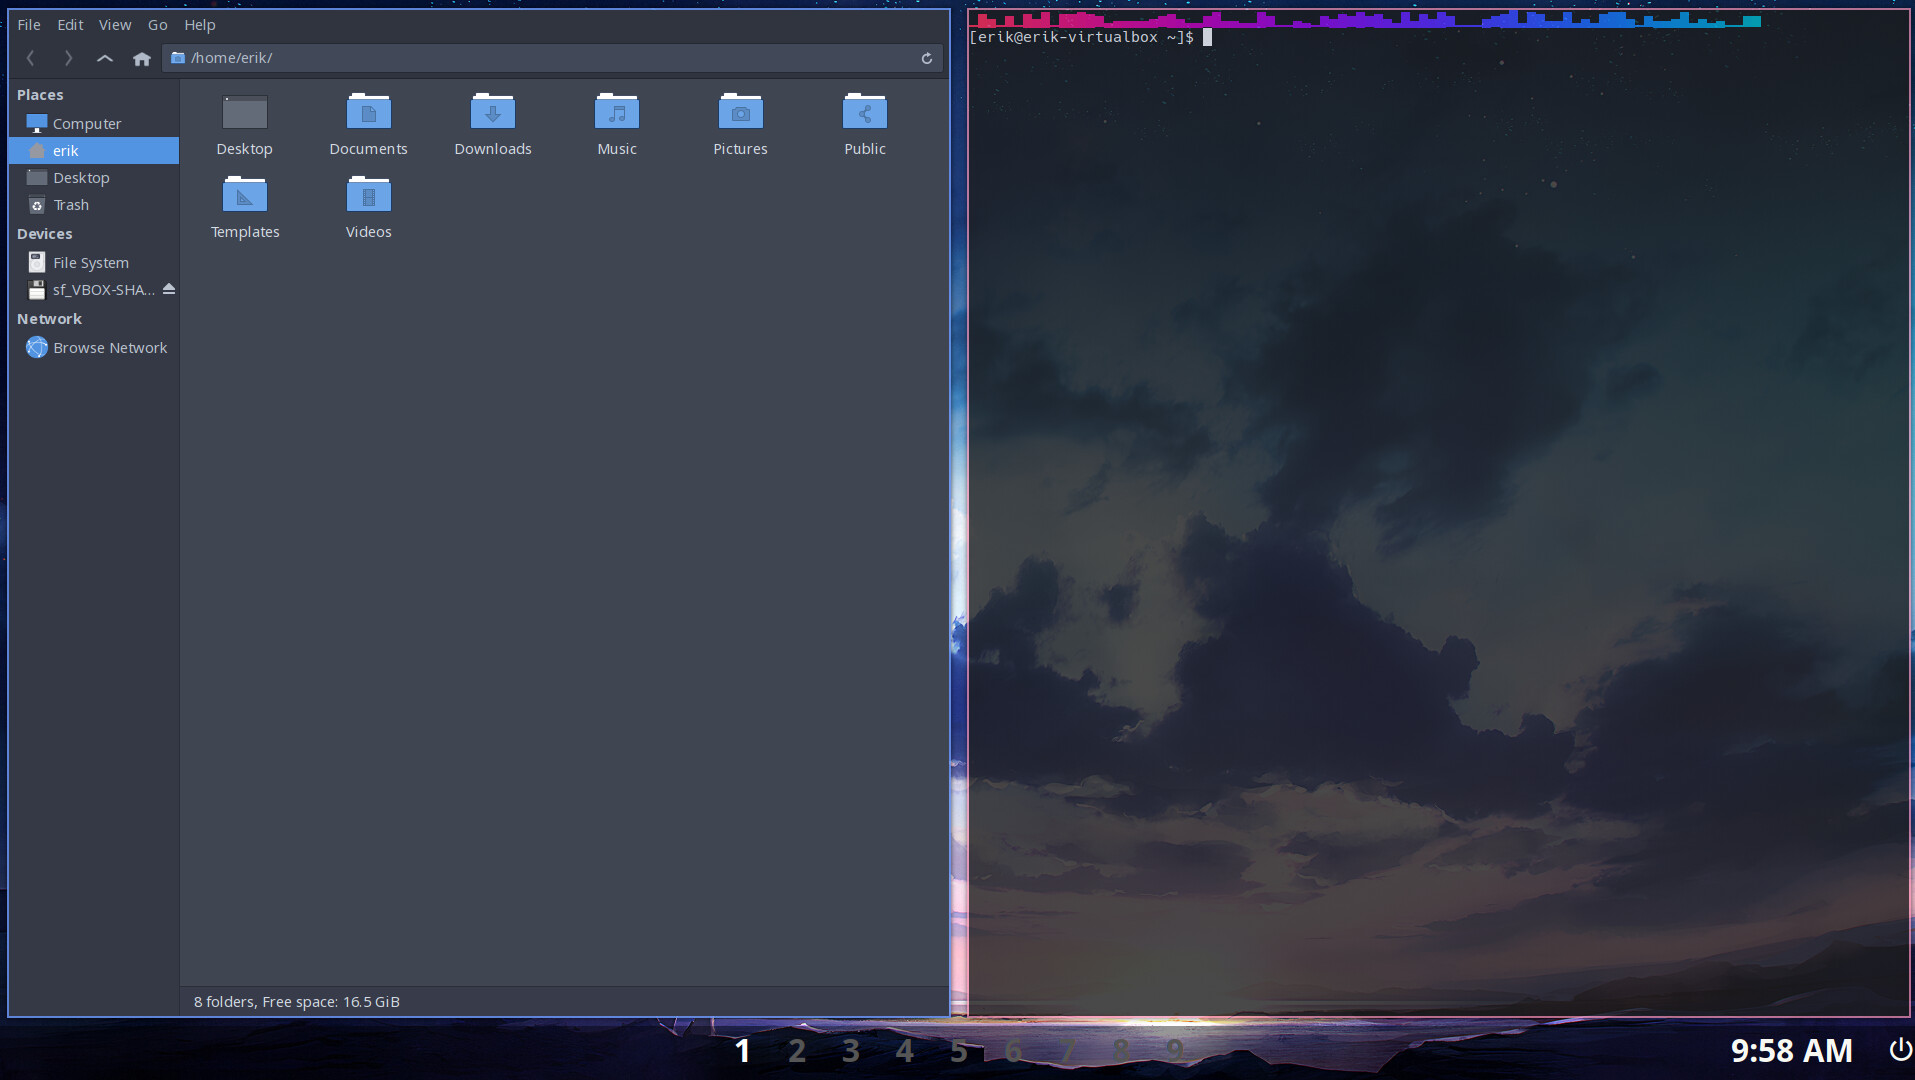 File Edit View Go Help
/home/erik/
Places
Computer
erik
Desktop
Trash
Devices
File System
sf_VBOX-SHA...
Network
Browse Network
Desktop Documents Downloads Music Pictures Public
Templates Videos
8 folders, Free space: 16.5 GiB
[erik@erik-virtualbox ~]$
1 2 3 4 5 6 7 8 9
9:58 AM